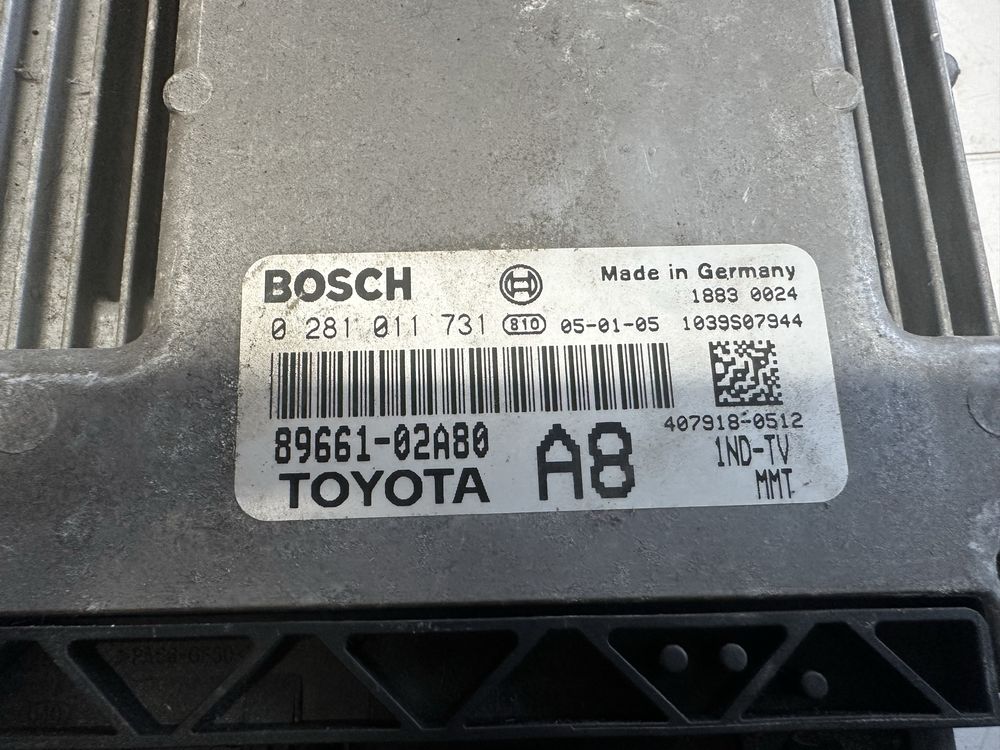 BOSCH
Made in Germany
1883 0024
0 281 011 731 810 05-01-05 1039S07944
407918-0512
89661-02A80
A8
1ND-TV
TOYOTA
MMT